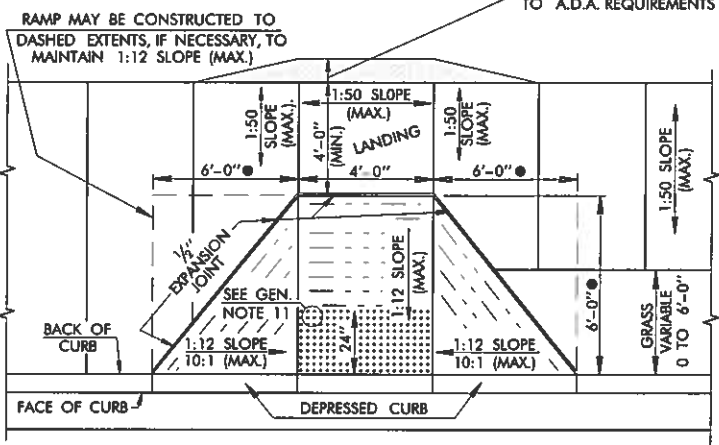 TO A.D.A. REQUIREMENTS
RAMP MAY BE CONSTRUCTED TO
DASHED EXTENTS, IF NECESSARY, TO
MAINTAIN 1:12 SLOPE (MAX.)
1:50 SLOPE
(MAX.)
1:50
SLOPE
(MAX.)
4'-0"
(MIN.)
LANDING
1:50
SLOPE
(MAX.)
1:50 SLOPE
(MAX.)
6'-0"●
4'-0"
6'-0"●
1/2"
EXPANSION
JOINT
1:12 SLOPE
(MAX.)
6'-0"●
GRASS
VARIABLE
0 TO 6'-0"
SEE GEN.
NOTE 11
24"
BACK OF
CURB
1:12 SLOPE
10:1 (MAX.)
1:12 SLOPE
10:1 (MAX.)
FACE OF CURB
DEPRESSED CURB